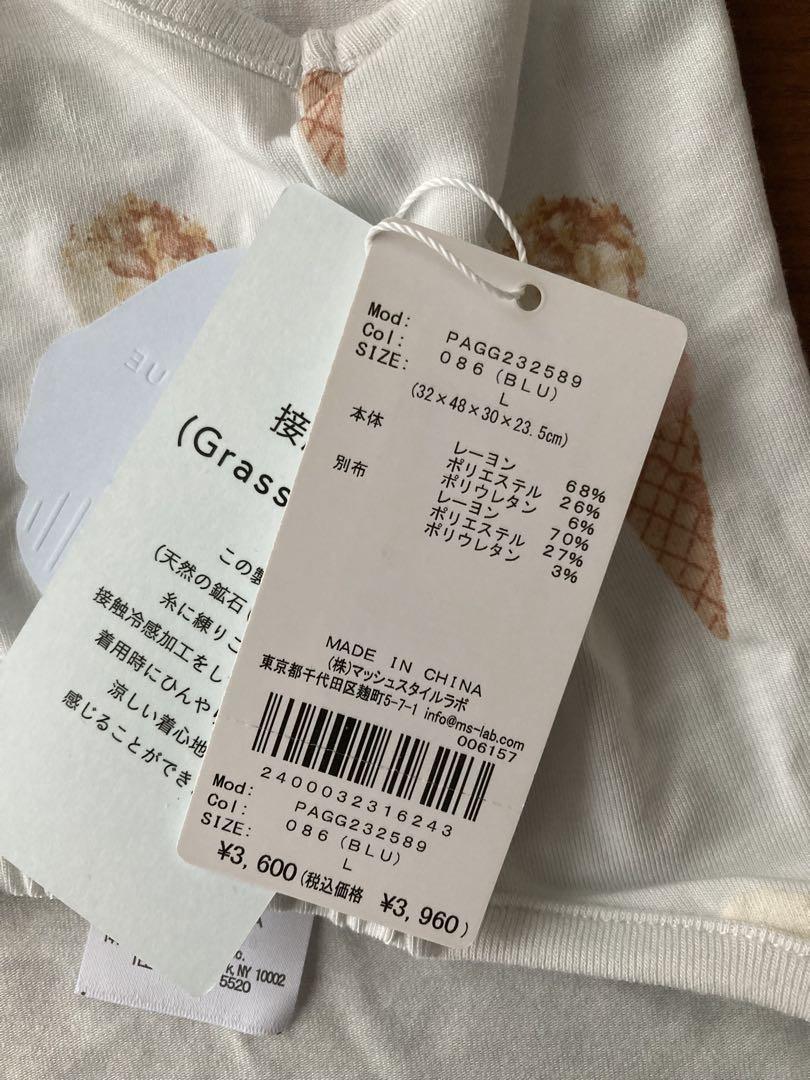 Mod: PAGG232589
Col: 086 (BLU)
SIZE: L
(32×48×30×23.5cm)
本体
レーヨン 68%
ポリエステル 26%
ポリウレタン 6%
別布
レーヨン 70%
ポリエステル 27%
ポリウレタン 3%
MADE IN CHINA
(株)マッシュスタイルラボ
東京都千代田区麹町5-7-1 info@ms-lab.com
006157
2400032316243
Mod: PAGG232589
Col: 086 (BLU)
SIZE: L
¥3,600(税込価格 ¥3,960)
接
(Grass
この製
(天然の鉱石
糸に練りこ
接触冷感加工をし
着用時にひんや
涼しい着心地
感じることができ
UE
NY 10002
5520